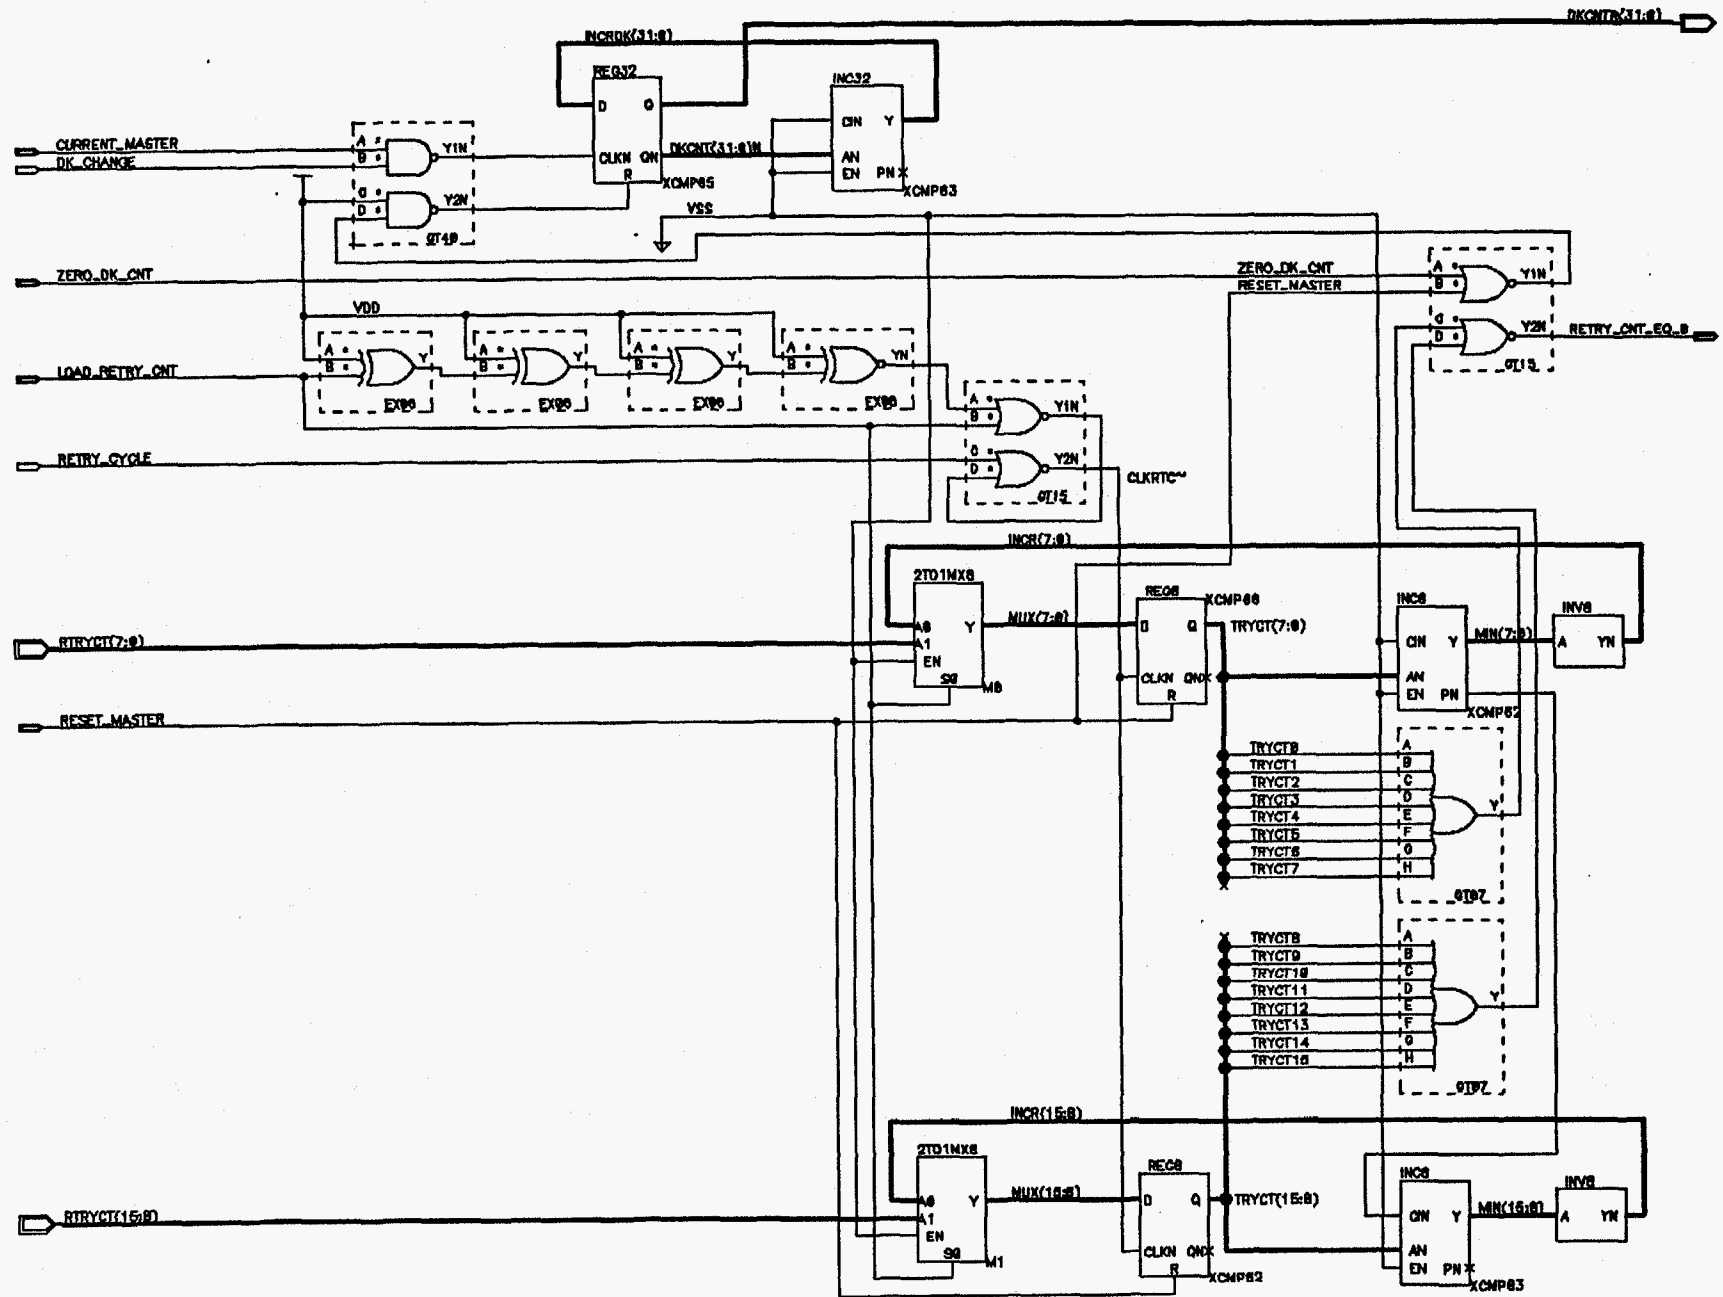 DKCNTR(31:0)
INCRDK(31:0)
REG32
INC32
D Q
CIN Y
CURRENT_MASTER
A
B
Y1N
DK_CHANGE
CLKN QN
DKCNT(31:0)N
AN
EN PN
R
XCMP65
XCMP63
D
Y2N
VSS
GT40
ZERO_DK_CNT
ZERO_DK_CNT
RESET_MASTER
A
B
Y1N
VDD
D
Y2N
RETRY_CNT_EQ_0
GT15
A
B
Y
A
B
Y
A
B
Y
A
B
YN
LOAD_RETRY_CNT
EX06
EX06
EX06
EX08
A
B
Y1N
RETRY_CYCLE
D
Y2N
CLKRTC~
GT15
INCR(7:0)
2TO1MX8
REG8
XCMP66
INC8
INV8
A0 Y
MUX(7:0)
D Q
TRYCT(7:0)
CIN Y
MIN(7:0)
A YN
RTRYCT(7:0)
A1
EN
S0
M0
CLKN QN
R
AN
EN PN
XCMP62
RESET_MASTER
TRYCT0 A
TRYCT1 B
TRYCT2 C
TRYCT3 D
TRYCT4 E
TRYCT5 F
TRYCT6 G
TRYCT7 H
Y
GT07
TRYCT8 A
TRYCT9 B
TRYCT10 C
TRYCT11 D
TRYCT12 E
TRYCT13 F
TRYCT14 G
TRYCT15 H
Y
GT07
INCR(15:8)
2TO1MX8
REG8
INC8
INV8
A0 Y
MUX(15:8)
D Q
TRYCT(15:8)
CIN Y
MIN(15:8)
A YN
RTRYCT(15:8)
A1
EN
S0
M1
CLKN QN
R
XCMP62
AN
EN PN
XCMP63